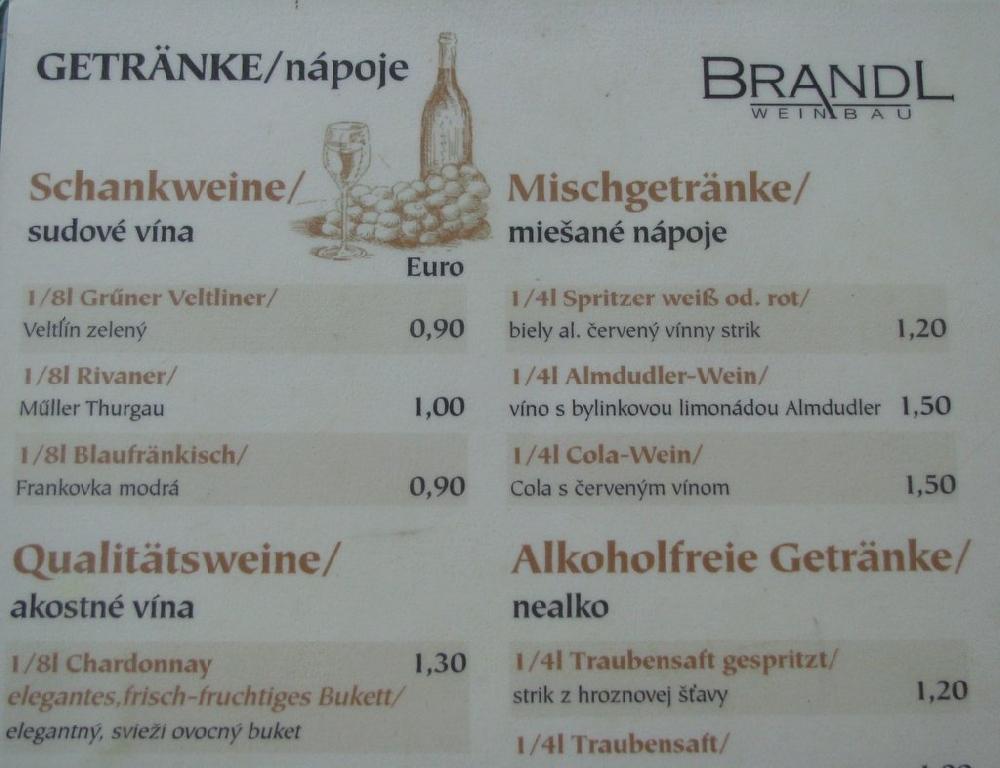 GETRÄNKE/nápoje
BRANDL
WEINBAU
Schankweine/
sudové vína
Euro
1/8l Grűner Veltliner/
Veltĺín zelený 0,90
1/8l Rivaner/
Műller Thurgau 1,00
1/8l Blaufränkisch/
Frankovka modrá 0,90
Qualitätsweine/
akostné vína
1/8l Chardonnay 1,30
elegantes,frisch-fruchtiges Bukett/
elegantný, svieži ovocný buket
Mischgetränke/
miešané nápoje
1/4l Spritzer weiß od. rot/
biely al. červený vínny strik 1,20
1/4l Almdudler-Wein/
víno s bylinkovou limonádou Almdudler 1,50
1/4l Cola-Wein/
Cola s červeným vínom 1,50
Alkoholfreie Getränke/
nealko
1/4l Traubensaft gespritzt/
strik z hroznovej šťavy 1,20
1/4l Traubensaft/